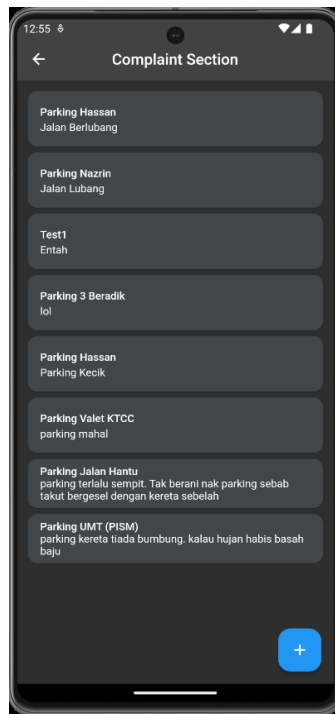 12:55
Complaint Section
Parking Hassan
Jalan Berlubang
Parking Nazrin
Jalan Lubang
Test1
Entah
Parking 3 Beradik
lol
Parking Hassan
Parking Kecik
Parking Valet KTCC
parking mahal
Parking Jalan Hantu
parking terlalu sempit. Tak berani nak parking sebab
takut bergesel dengan kereta sebelah
Parking UMT (PISM)
parking kereta tiada bumbung. kalau hujan habis basah
baju
+